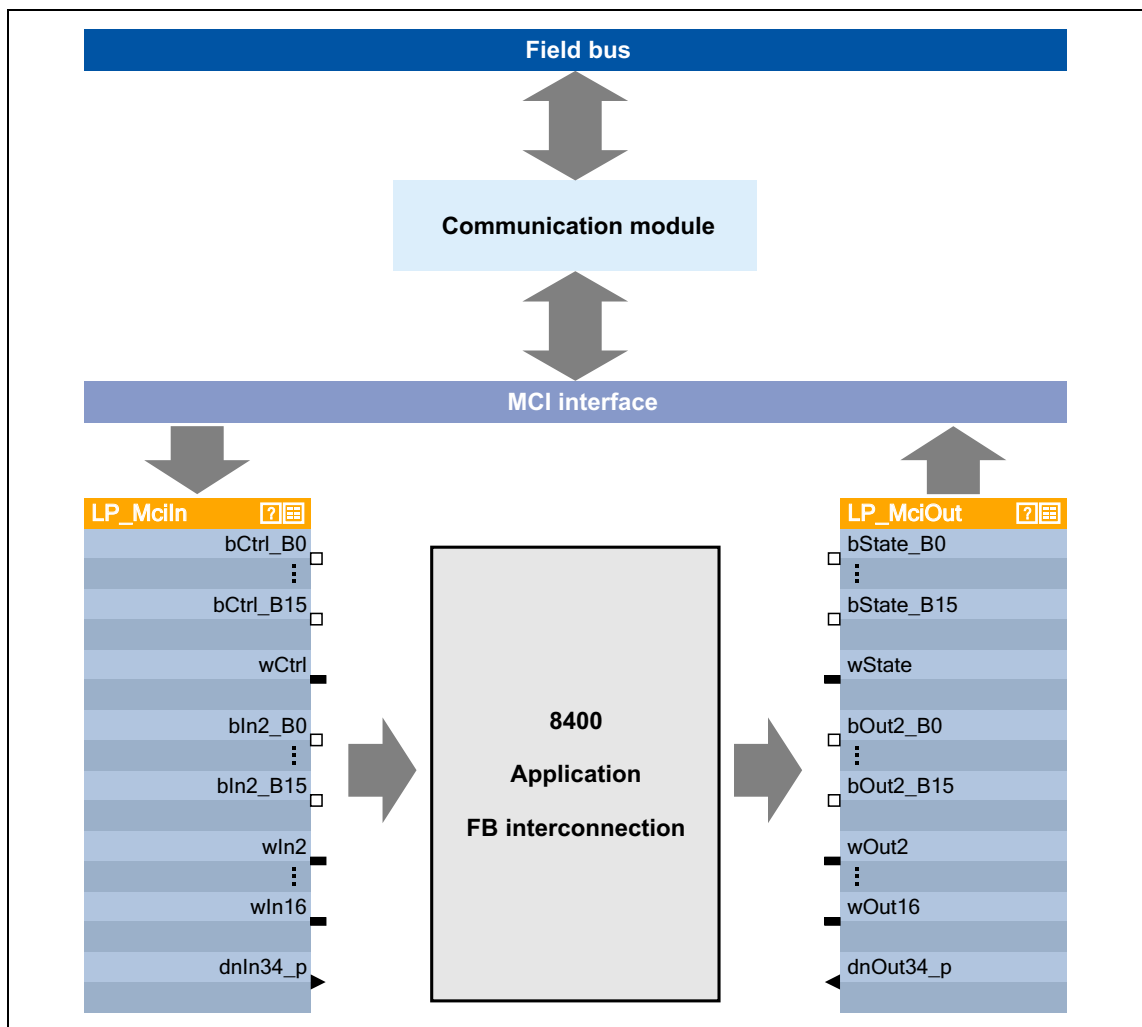 Field bus
Communication module
MCI interface
LP_MciIn
bCtrl_B0
bCtrl_B15
wCtrl
bIn2_B0
bIn2_B15
wIn2
wIn16
dnIn34_p
8400
Application
FB interconnection
LP_MciOut
bState_B0
bState_B15
wState
bOut2_B0
bOut2_B15
wOut2
wOut16
dnOut34_p